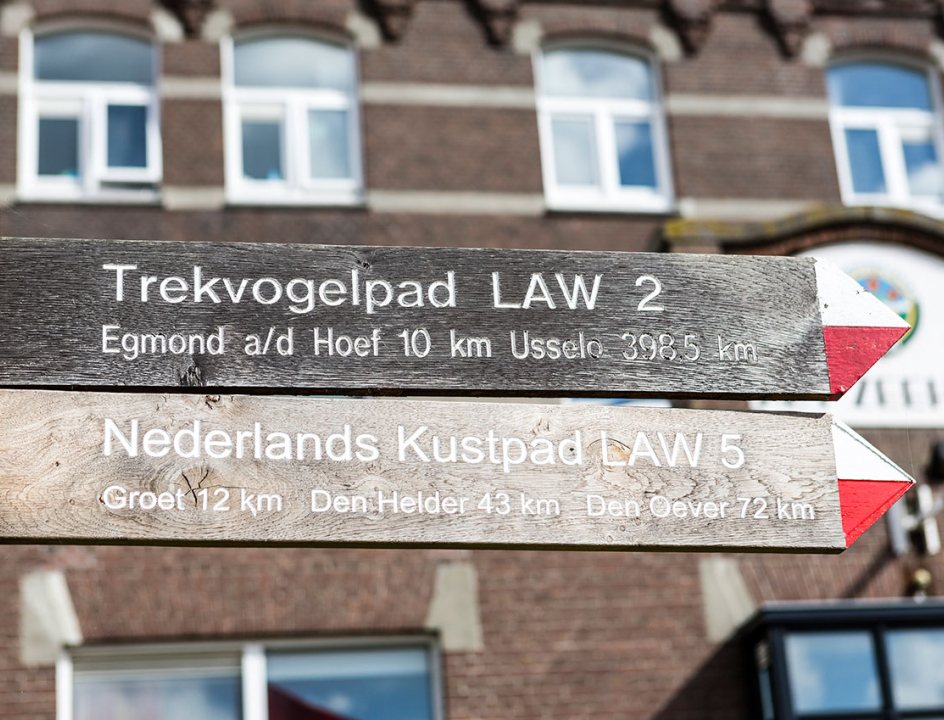 Trekvogelpad LAW 2
Egmond a/d Hoef 10 km Usselo 398.5 km
Nederlands Kustpad LAW 5
Groet 12 km Den Helder 43 km Den Oever 72 km